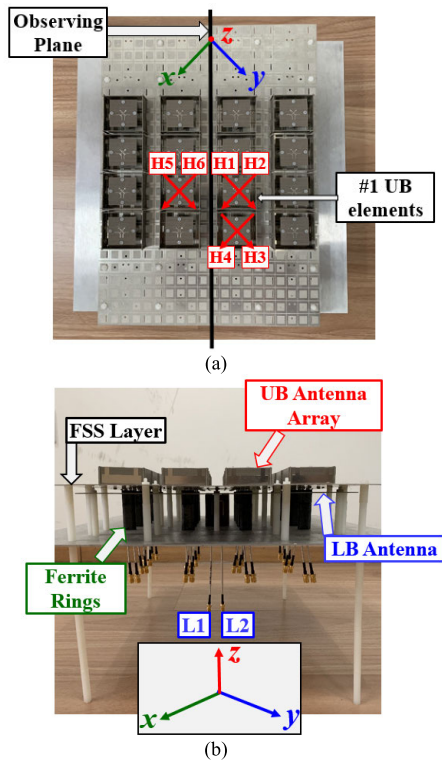 Observing
Plane
z
x
y
H5 H6 H1 H2
#1 UB
elements
H4 H3
(a)
UB Antenna
Array
FSS Layer
Ferrite
Rings
LB Antenna
L1 L2
z
x
y
(b)